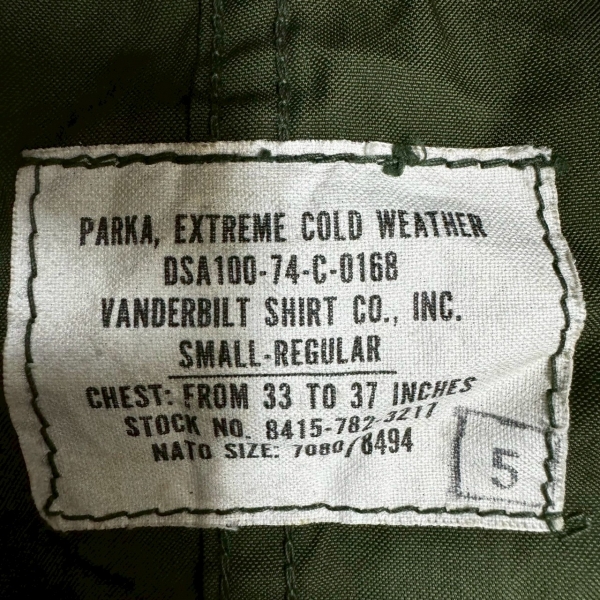 PARKA, EXTREME COLD WEATHER
DSA100-74-C-0168
VANDERBILT SHIRT CO., INC.
SMALL-REGULAR
CHEST: FROM 33 TO 37 INCHES
STOCK NO. 8415-782-3217
NATO SIZE: 7080/8494
5